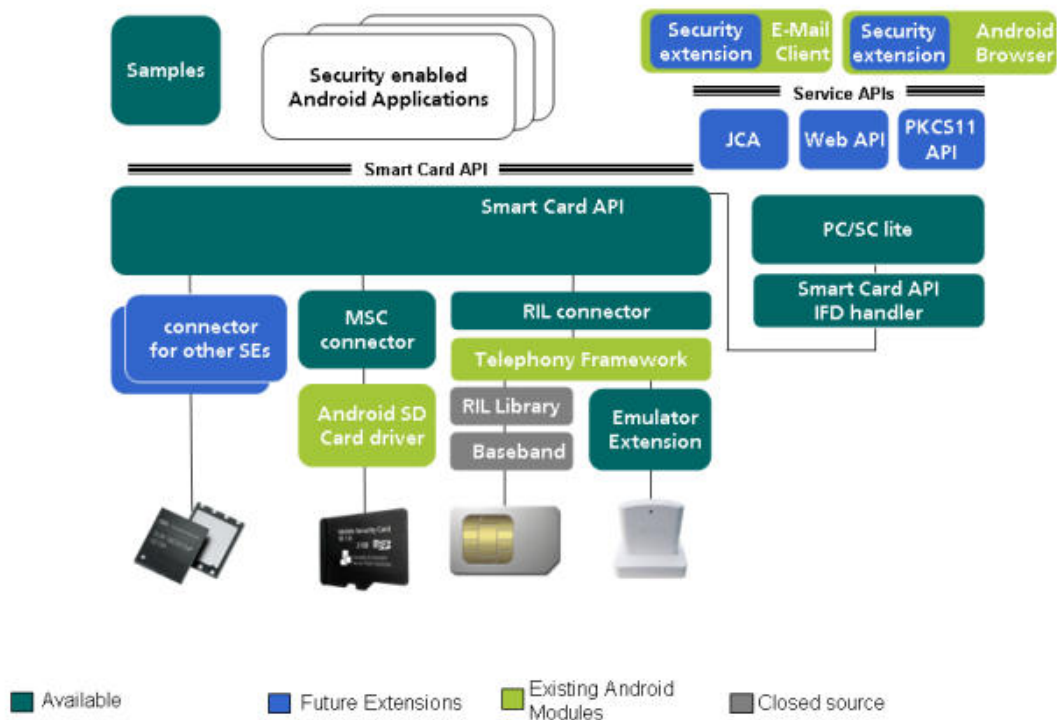 Samples
Security enabled
Android Applications
Security
extension
E-Mail
Client
Security
extension
Android
Browser
Service APIs
JCA
Web API
PKCS11
API
Smart Card API
Smart Card API
PC/SC lite
Smart Card API
IFD handler
connector
for other SEs
MSC
connector
RIL connector
Telephony Framework
Android SD
Card driver
RIL Library
Baseband
Emulator
Extension
Mobile Security Card
Available
Future Extensions
Existing Android
Modules
Closed source